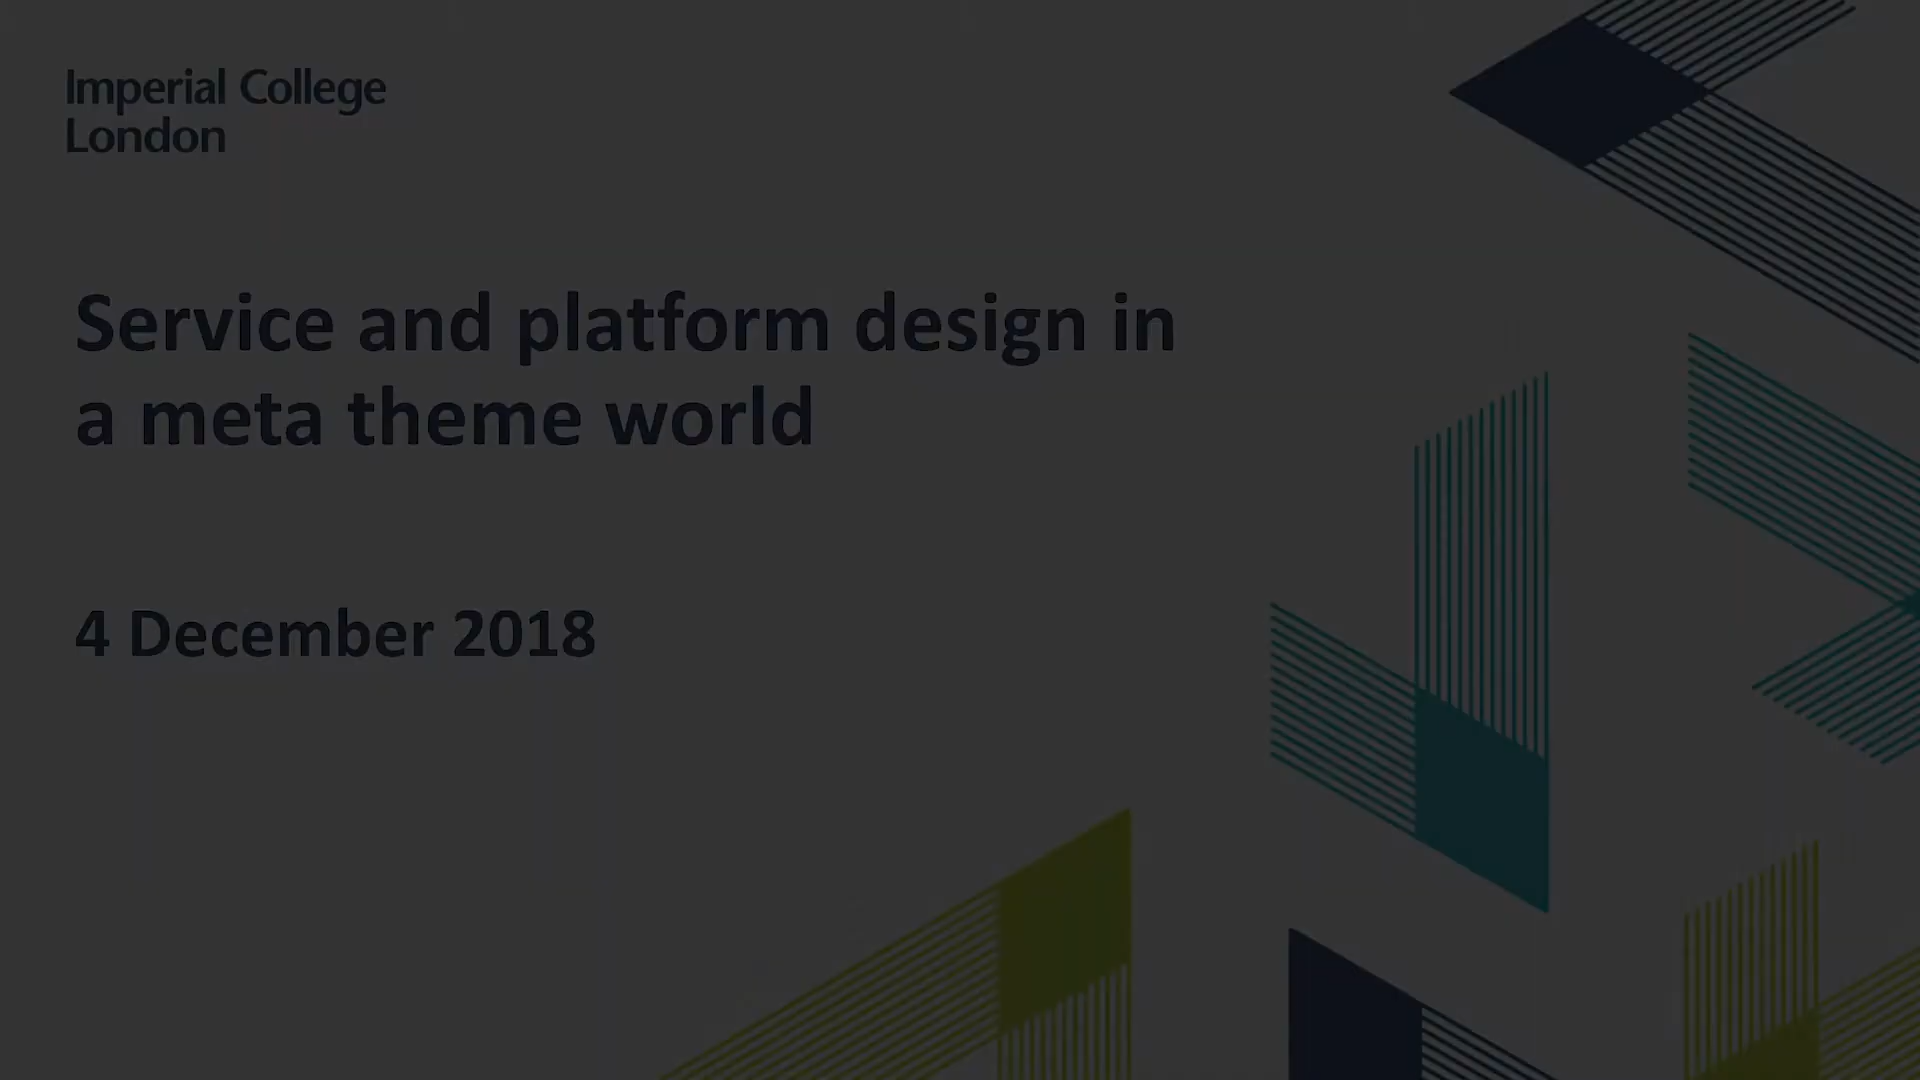 Imperial College
London
Service and platform design in
a meta theme world
4 December 2018